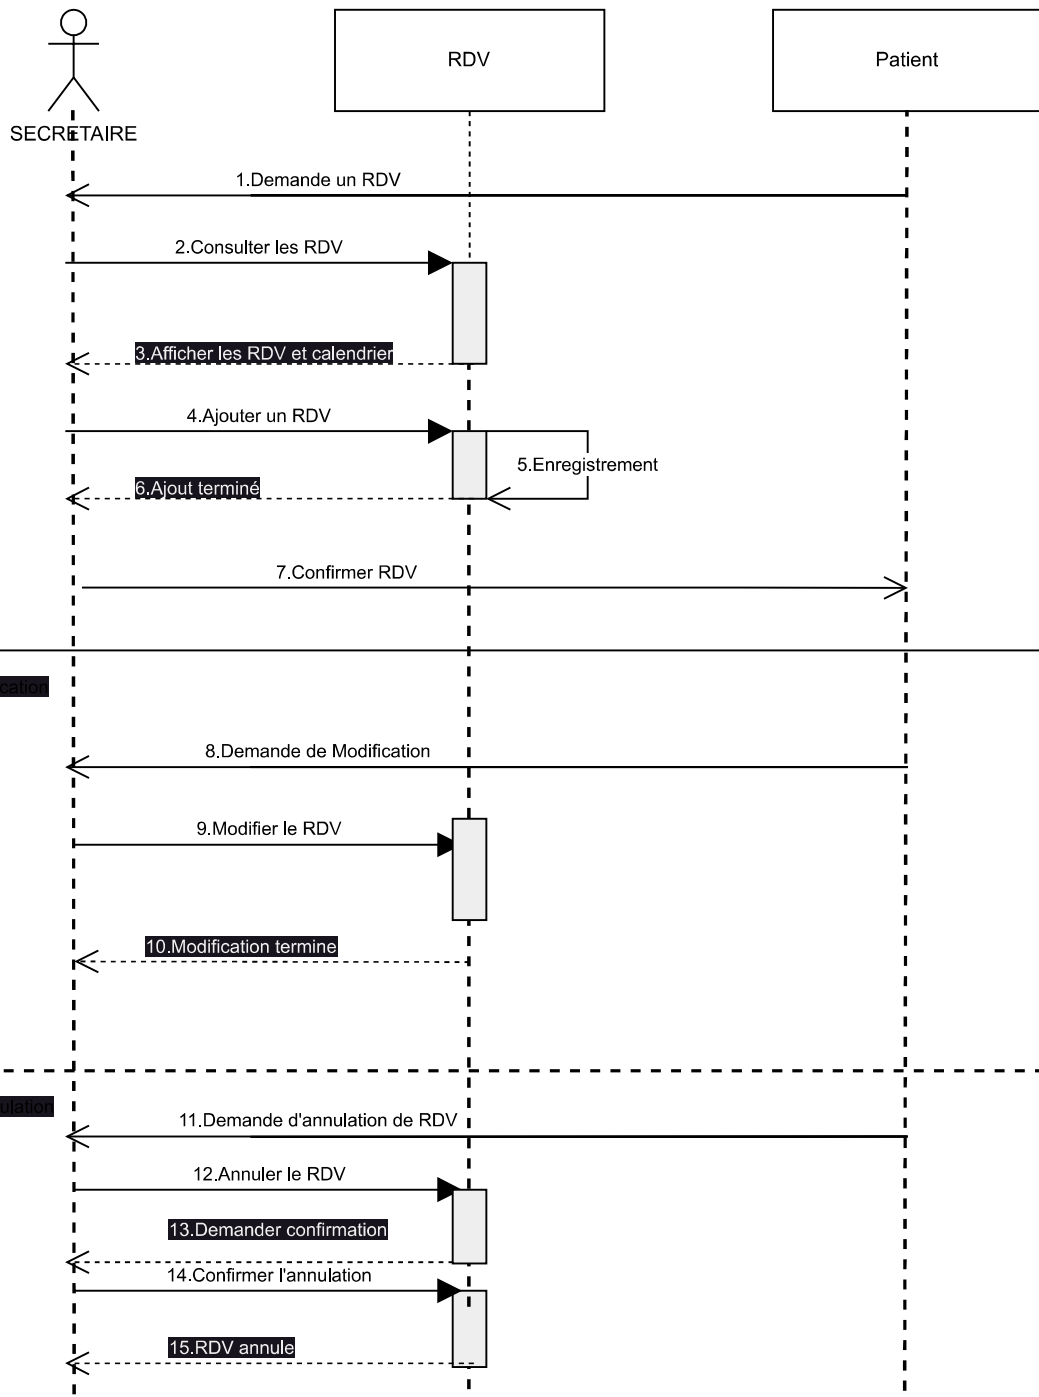 RDV
Patient
SECRETAIRE
1.Demande un RDV
2.Consulter les RDV
3.Afficher les RDV et calendrier
4.Ajouter un RDV
5.Enregistrement
6.Ajout terminé
7.Confirmer RDV
cation
8.Demande de Modification
9.Modifier le RDV
10.Modification termine
ulation
11.Demande d'annulation de RDV
12.Annuler le RDV
13.Demander confirmation
14.Confirmer l'annulation
15.RDV annule